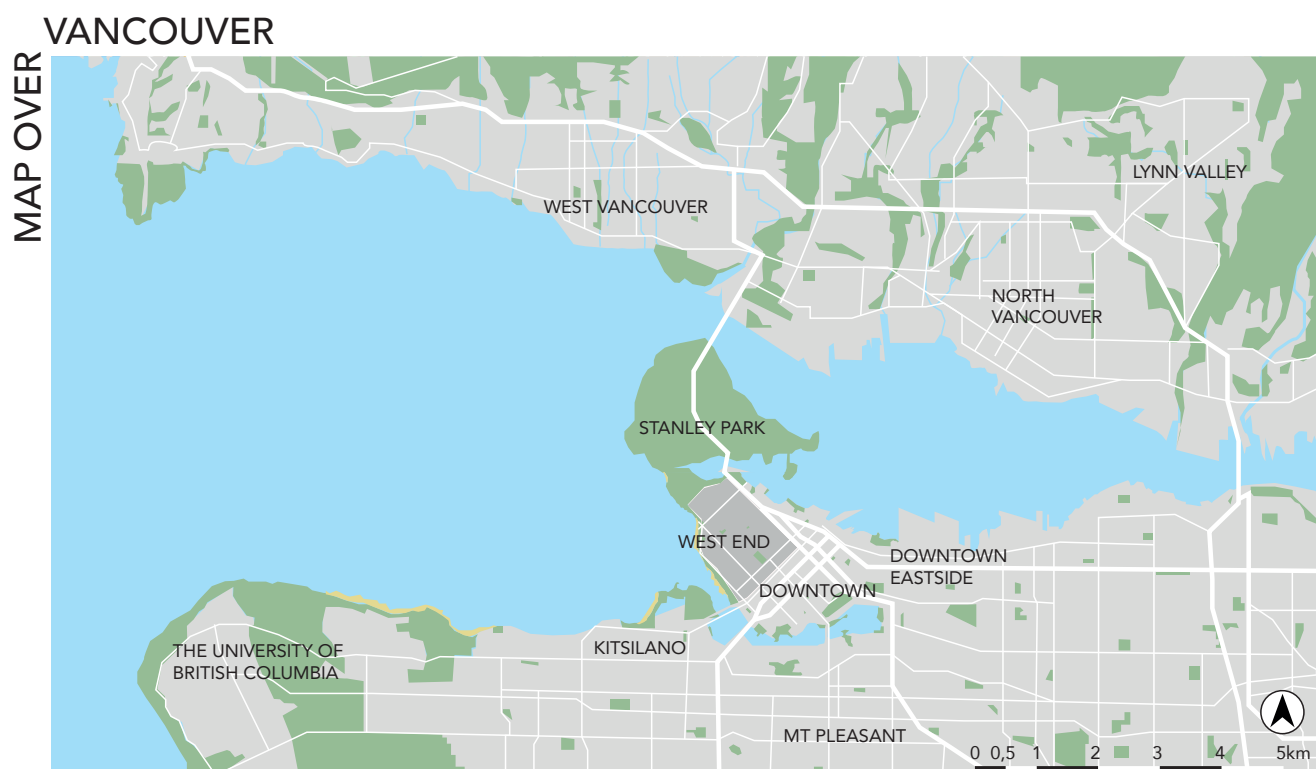 VANCOUVER
MAP OVER
LYNN VALLEY
WEST VANCOUVER
NORTH
VANCOUVER
STANLEY PARK
WEST END
DOWNTOWN
EASTSIDE
DOWNTOWN
KITSILANO
THE UNIVERSITY OF
BRITISH COLUMBIA
MT PLEASANT
0 0,5 1 2 3 4 5km